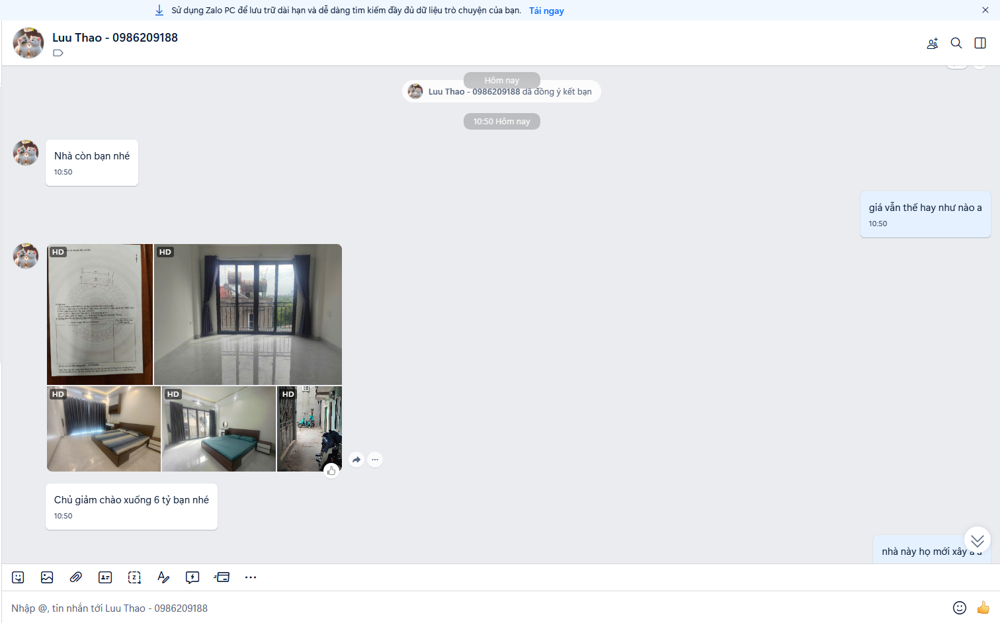 Sử dụng Zalo PC để lưu trữ dài hạn và dễ dàng tìm kiếm đầy đủ dữ liệu trò chuyện của bạn. Tải ngay
Luu Thao - 0986209188
Hôm nay
Luu Thao - 0986209188 đã đồng ý kết bạn
10:50 Hôm nay
Nhà còn bạn nhé
10:50
giá vẫn thế hay như nào a
10:50
HD
HD
HD
HD
HD
Chủ giảm chào xuống 6 tỷ bạn nhé
10:50
nhà này họ mới xây ạ
Nhập @, tin nhắn tới Luu Thao - 0986209188